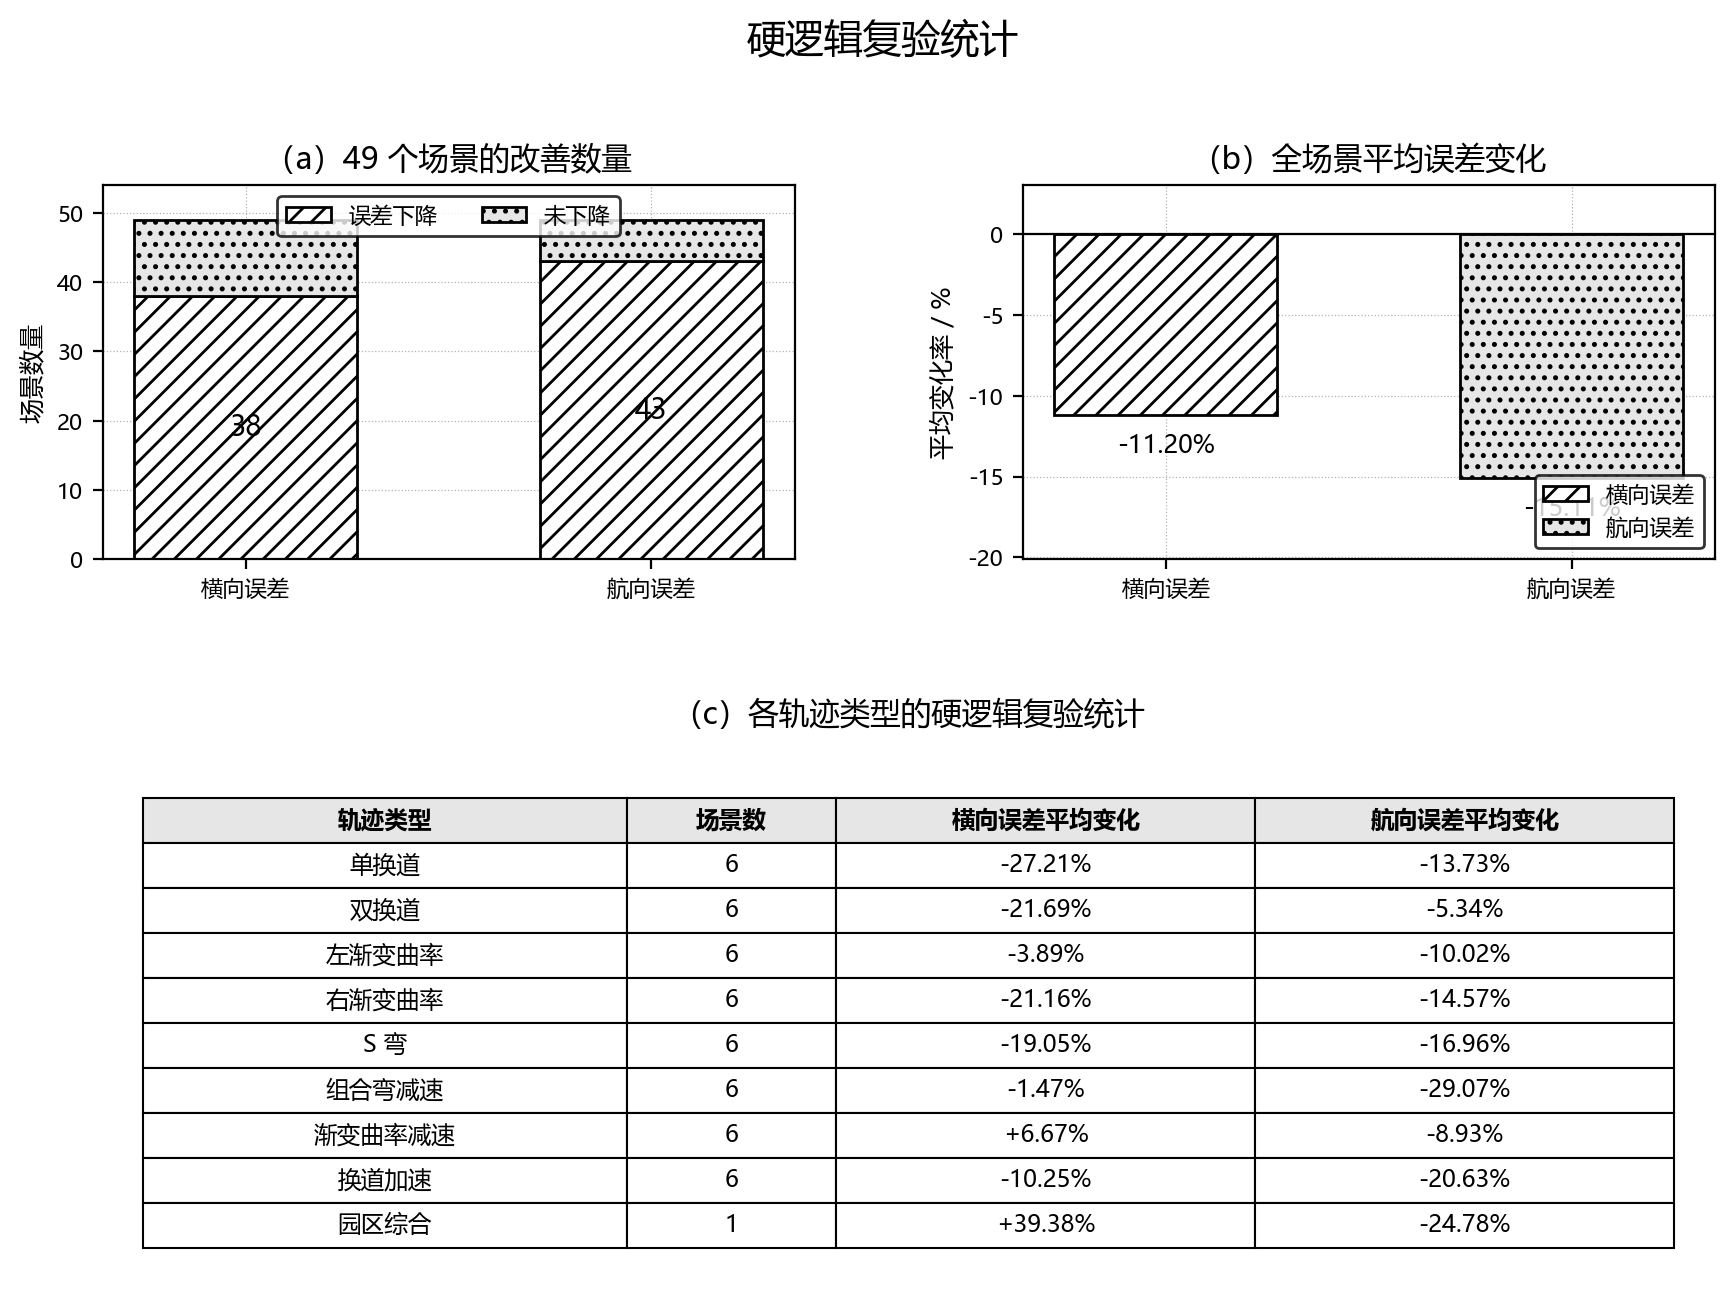 硬逻辑复验统计
（a）49 个场景的改善数量
误差下降 未下降
50
40
30
20
10
0
场景数量
38
43
横向误差 航向误差
（b）全场景平均误差变化
0
-5
-10
-15
-20
平均变化率 / %
-11.20%
-15.11%
横向误差
航向误差
横向误差 航向误差
（c）各轨迹类型的硬逻辑复验统计
轨迹类型 场景数 横向误差平均变化 航向误差平均变化
单换道 6 -27.21% -13.73%
双换道 6 -21.69% -5.34%
左渐变曲率 6 -3.89% -10.02%
右渐变曲率 6 -21.16% -14.57%
S 弯 6 -19.05% -16.96%
组合弯减速 6 -1.47% -29.07%
渐变曲率减速 6 +6.67% -8.93%
换道加速 6 -10.25% -20.63%
园区综合 1 +39.38% -24.78%